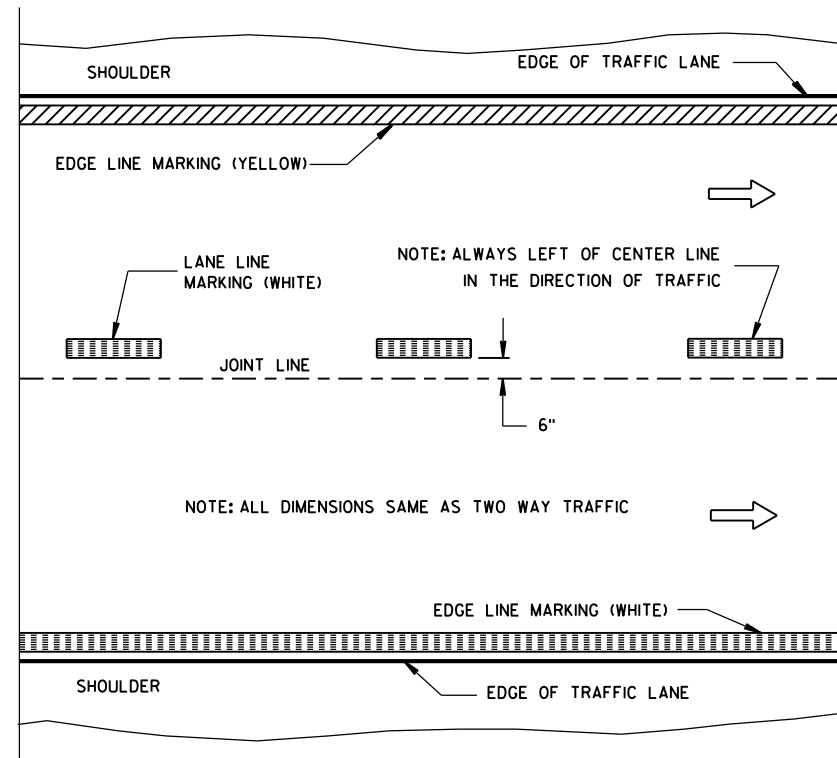 EDGE OF TRAFFIC LANE
SHOULDER
EDGE LINE MARKING (YELLOW)
NOTE: ALWAYS LEFT OF CENTER LINE
IN THE DIRECTION OF TRAFFIC
LANE LINE
MARKING (WHITE)
JOINT LINE
6"
NOTE: ALL DIMENSIONS SAME AS TWO WAY TRAFFIC
EDGE LINE MARKING (WHITE)
SHOULDER
EDGE OF TRAFFIC LANE